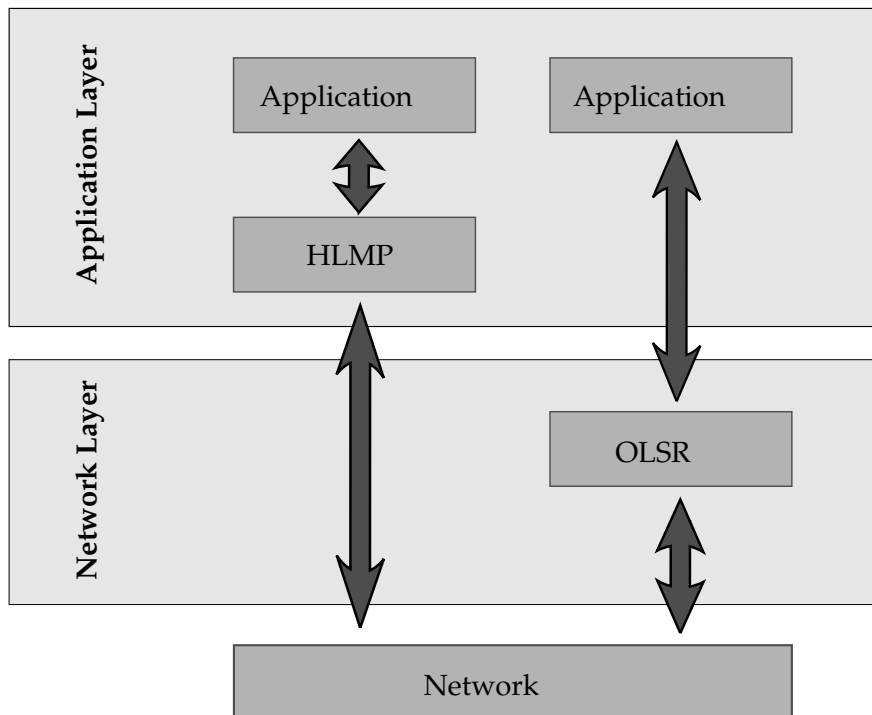 Application Layer
Application
Application
HLMP
Network Layer
OLSR
Network